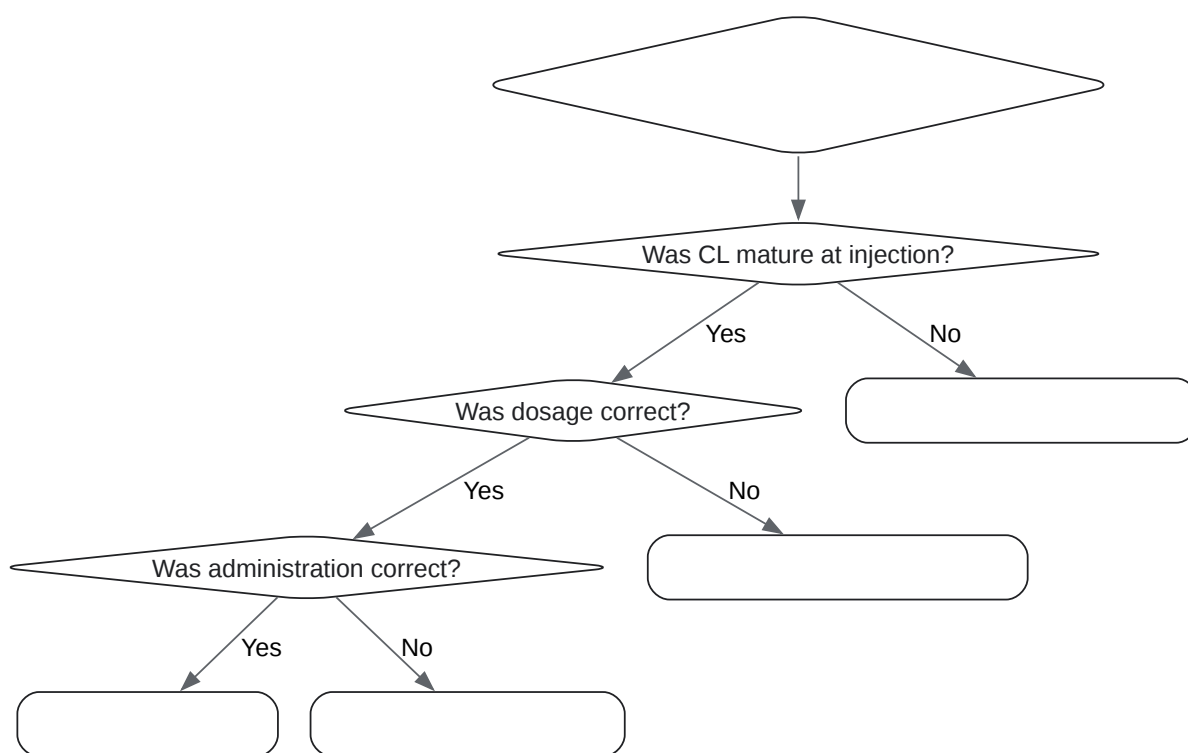 Was CL mature at injection?
Yes
No
Was dosage correct?
Yes
No
Was administration correct?
Yes
No